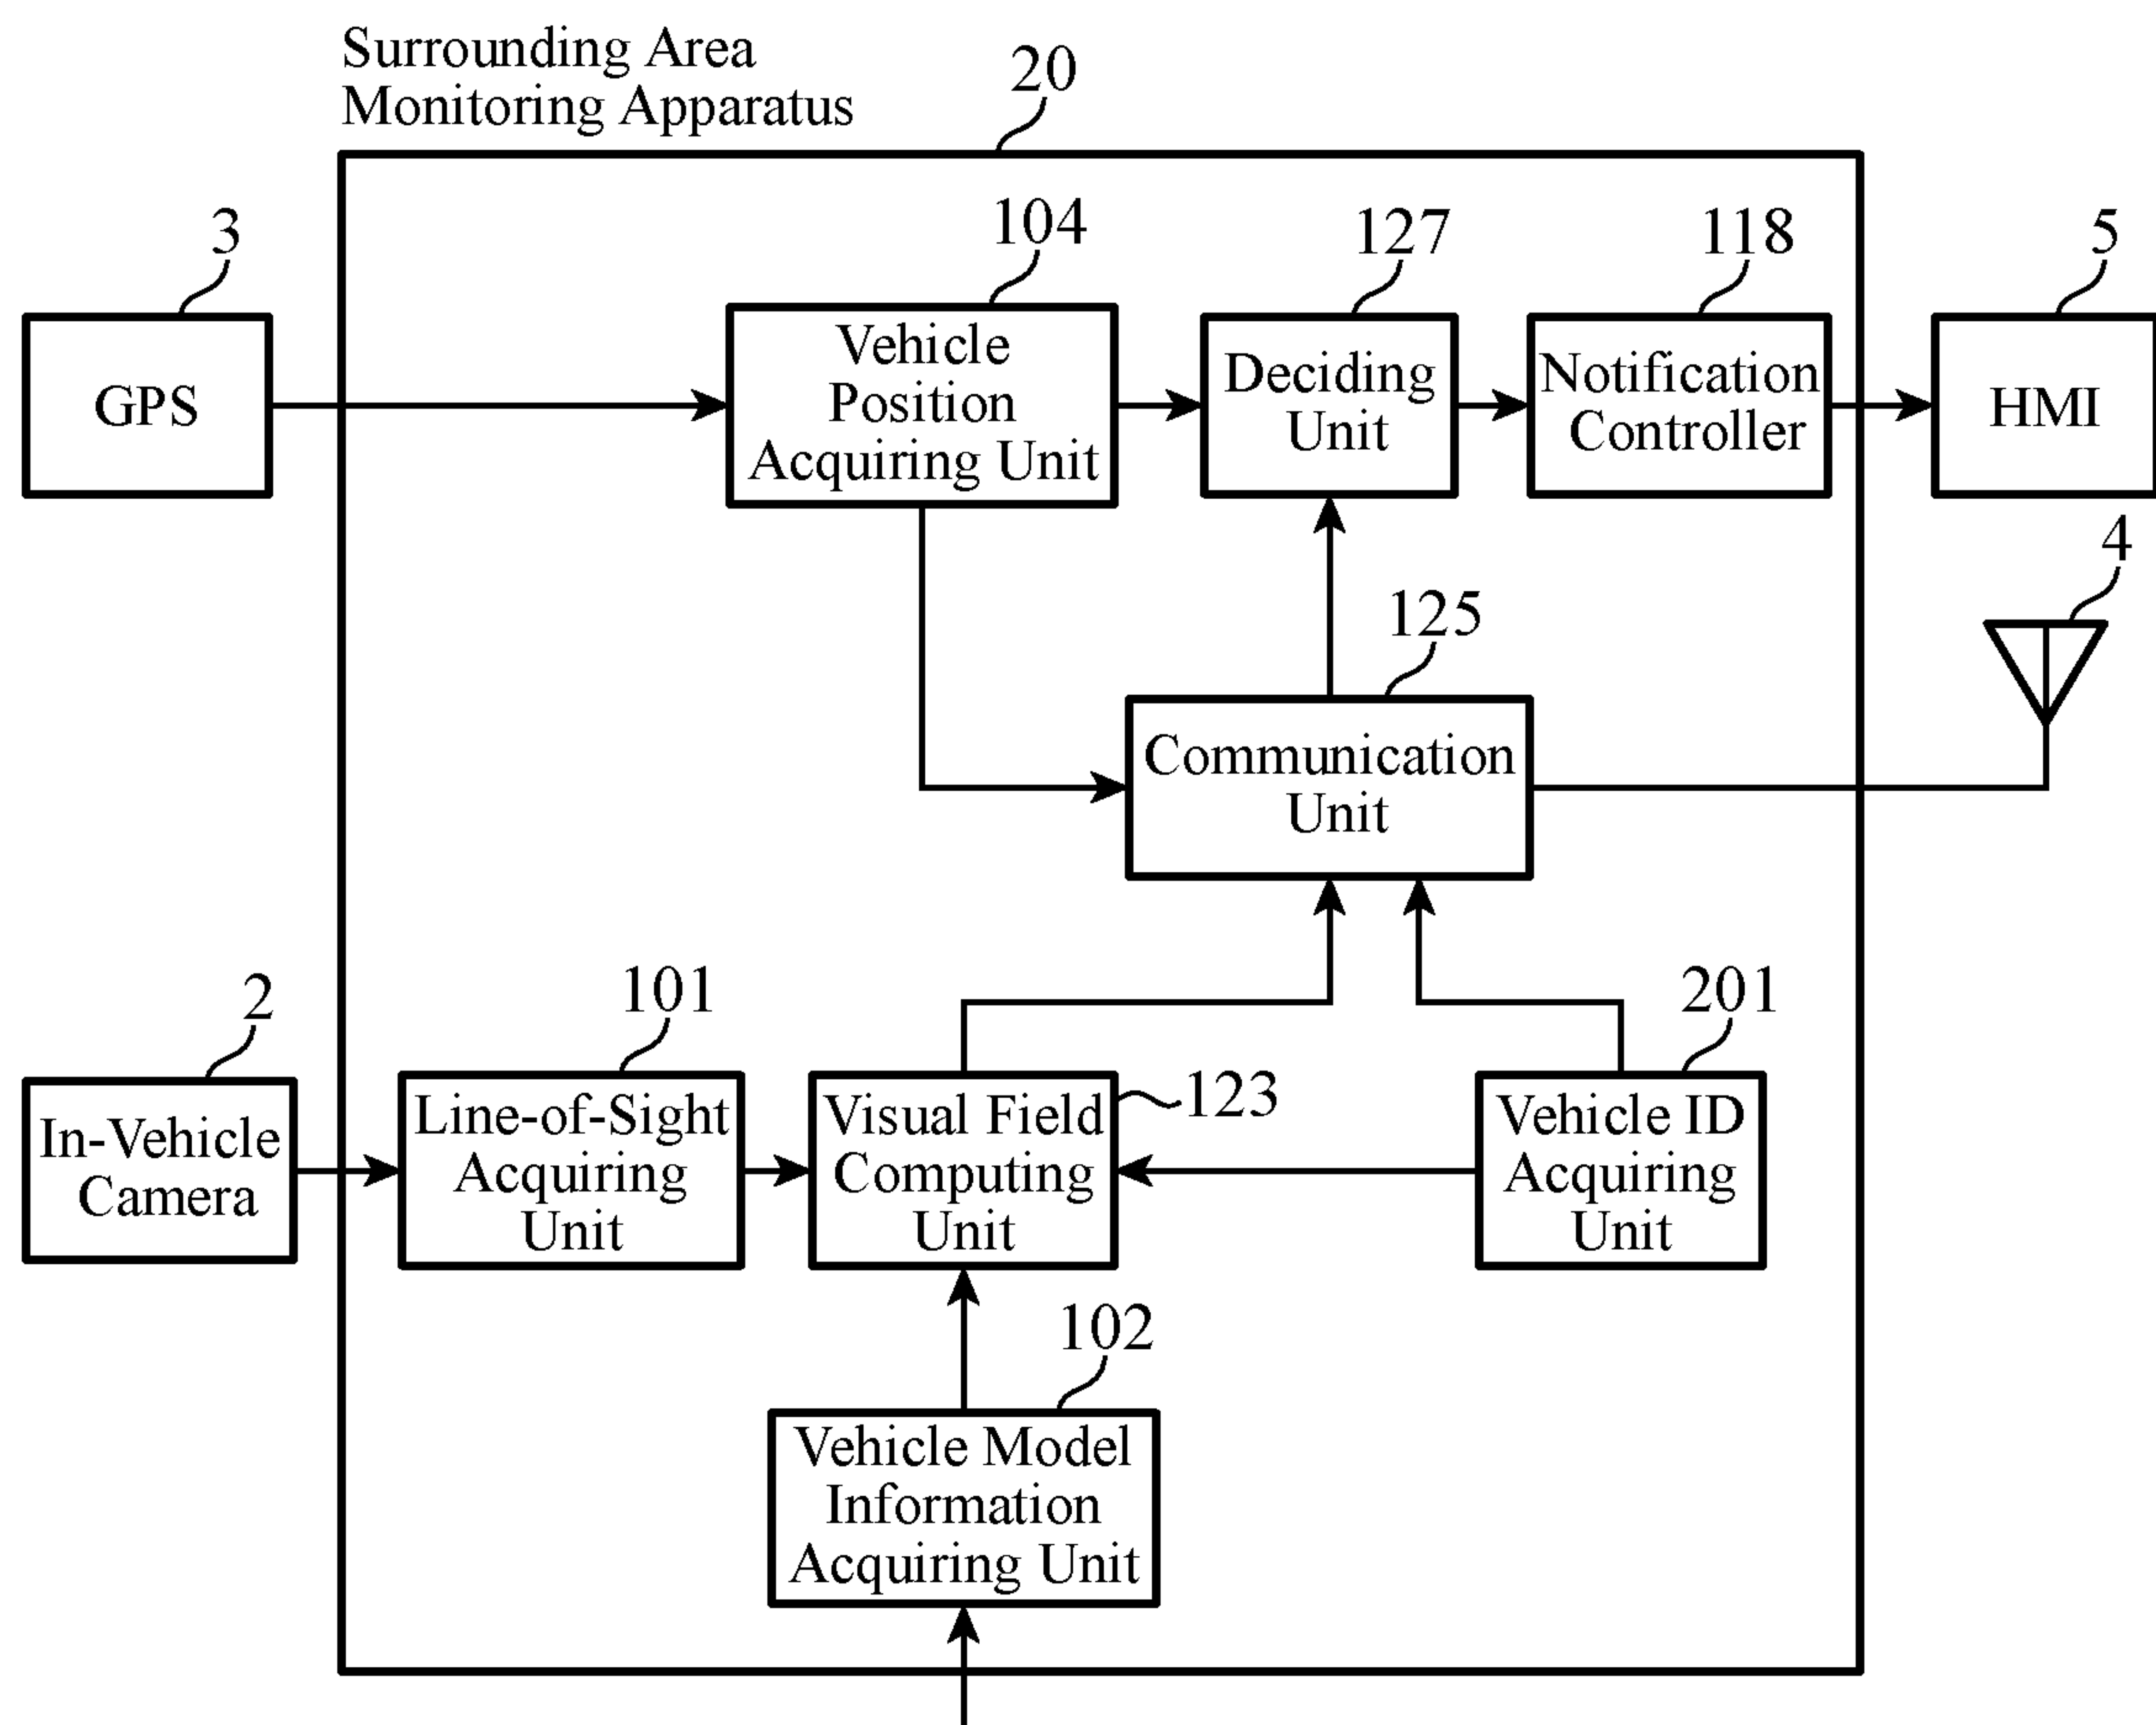 Surrounding Area
Monitoring Apparatus
20
3
104
127
118
5
GPS
Vehicle
Position
Acquiring Unit
Deciding
Unit
Notification
Controller
HMI
4
125
Communication
Unit
2
101
123
201
In-Vehicle
Camera
Line-of-Sight
Acquiring
Unit
Visual Field
Computing
Unit
Vehicle ID
Acquiring
Unit
102
Vehicle Model
Information
Acquiring Unit